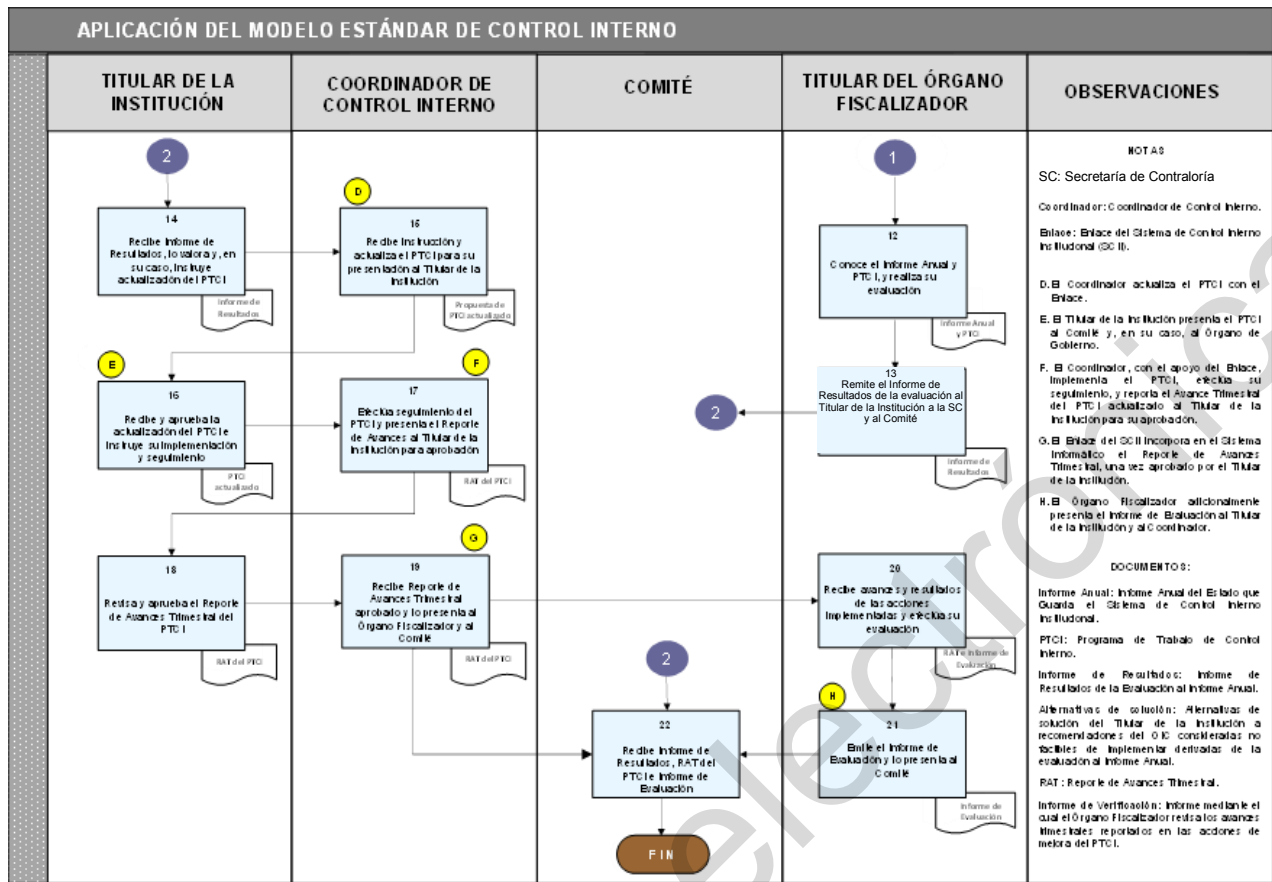 APLICACIÓN DEL MODELO ESTÁNDAR DE CONTROL INTERNO
TITULAR DE LA
INSTITUCIÓN
COORDINADOR DE
CONTROL INTERNO
COMITÉ
TITULAR DEL ÓRGANO
FISCALIZADOR
OBSERVACIONES
2
14
Recibe Informe de
Resultados, lo valora y, en
su caso, instruye
actualización del PTCI
Informe de
Resultados
E
16
Recibe y aprueba la
actualización del PTCI e
instruye su implementación
y seguimiento
PTCI
actualizado
18
Revisa y aprueba el Reporte
de Avances Trimestral del
PTCI
RAT del PTCI
D
15
Recibe instrucción y
actualiza el PTCI para su
presentación al Titular de la
Institución
Propuesta de
PTCI actualizado
F
17
Efectúa seguimiento del
PTCI y presenta el Reporte
de Avances al Titular de la
Institución para aprobación
RAT del PTCI
G
19
Recibe Reporte de
Avances Trimestral
aprobado y lo presenta al
Órgano Fiscalizador y al
Comité
RAT del PTCI
2
2
22
Recibe Informe de
Resultados, RAT del
PTCI e Informe de
Evaluación
FIN
1
12
Conoce el Informe Anual y
PTCI, y realiza su
evaluación
Informe Anual
y PTCI
13
Remite el Informe de
Resultados de la evaluación al
Titular de la Institución a la SC
y al Comité
Informe de
Resultados
20
Recibe avances y resultados
de las acciones
implementadas y efectúa su
evaluación
RAT e Informe de
Evaluación
H
21
Emite el Informe de
Evaluación y lo presenta al
Comité
Informe de
Evaluación
NOTAS
SC: Secretaría de Contraloría
Coordinador: Coordinador de Control Interno.
Enlace: Enlace del Sistema de Control Interno
Institucional (SCII).
D. El Coordinador actualiza el PTCI con el
Enlace.
E. El Titular de la Institución presenta el PTCI
al Comité y, en su caso, al Órgano de
Gobierno.
F. El Coordinador, con el apoyo del Enlace,
implementa el PTCI, efectúa su
seguimiento, y reporta el Avance Trimestral
del PTCI actualizado al Titular de la
Institución para su aprobación.
G. El Enlace del SCII incorpora en el Sistema
Informático el Reporte de Avances
Trimestral, una vez aprobado por el Titular
de la Institución.
H. El Órgano Fiscalizador adicionalmente
presenta el Informe de Evaluación al Titular
de la Institución y al Coordinador.
DOCUMENTOS:
Informe Anual: Informe Anual del Estado que
Guarda el Sistema de Control Interno
Institucional.
PTCI: Programa de Trabajo de Control
Interno.
Informe de Resultados: Informe de
Resultados de la Evaluación al Informe Anual.
Alternativas de solución: Alternativas de
solución del Titular de la Institución a
recomendaciones del OIC consideradas no
factibles de implementar derivadas de la
evaluación al Informe Anual.
RAT: Reporte de Avances Trimestral.
Informe de Verificación: Informe mediante el
cual el Órgano Fiscalizador revisa los avances
trimestrales reportados en las acciones de
mejora del PTCI.